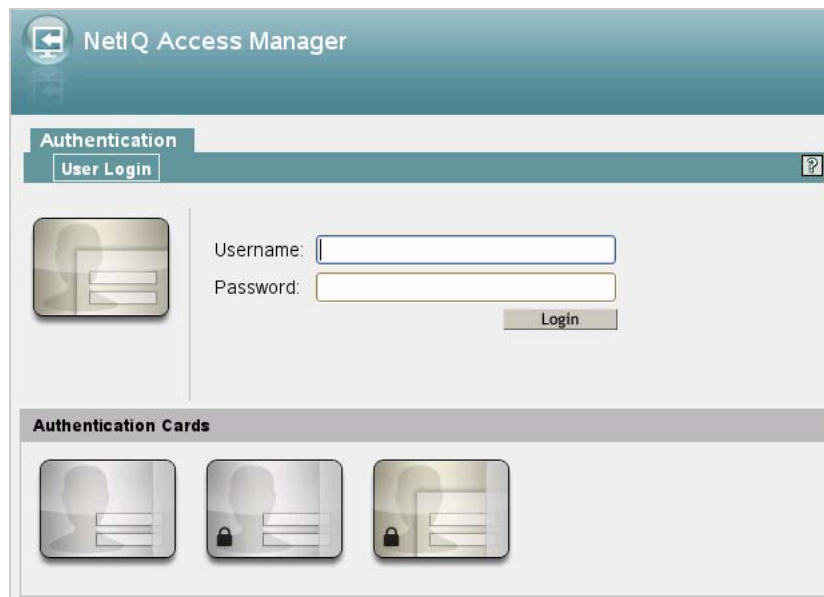 NetIQ Access Manager
Authentication
User Login
?
Username:
Password:
Login
Authentication Cards